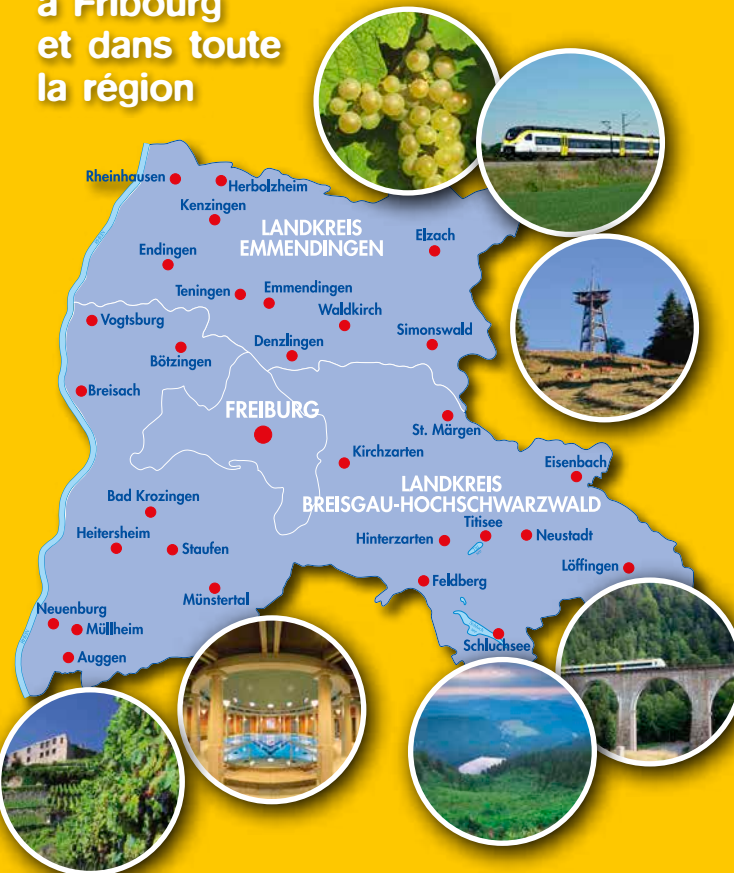 à Fribourg
et dans toute
la région
Rheinhausen
Herbolzheim
Kenzingen
LANDKREIS
EMMENDINGEN
Elzach
Endingen
Teningen
Emmendingen
Waldkirch
Vogtsburg
Simonswald
Denzlingen
Bötzingen
Breisach
FREIBURG
St. Märgen
Kirchzarten
Eisenbach
LANDKREIS
BREISGAU-HOCHSCHWARZWALD
Bad Krozingen
Titisee
Heitersheim
Hinterzarten
Neustadt
Staufen
Löffingen
Feldberg
Münstertal
Neuenburg
Müllheim
Schluchsee
Auggen